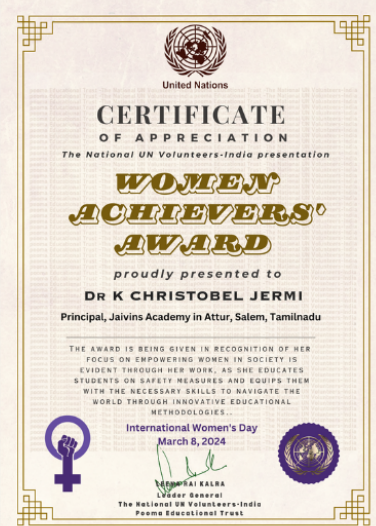 United Nations
CERTIFICATE
OF APPRECIATION
The National UN Volunteers-India presentation
WOMEN
ACHIEVERS'
AWARD
proudly presented to
DR K CHRISTOBEL JERMI
Principal, Jaivins Academy in Attur, Salem, Tamilnadu
THE AWARD IS BEING GIVEN IN RECOGNITION OF HER
FOCUS ON EMPOWERING WOMEN IN SOCIETY IS
EVIDENT THROUGH HER WORK, AS SHE EDUCATES
STUDENTS ON SAFETY MEASURES AND EQUIPS THEM
WITH THE NECESSARY SKILLS TO NAVIGATE THE
WORLD THROUGH INNOVATIVE EDUCATIONAL
METHODOLOGIES..
International Women's Day
March 8, 2024
RAI KALRA
Leader General
The National UN Volunteers-India
Pooma Educational Trust